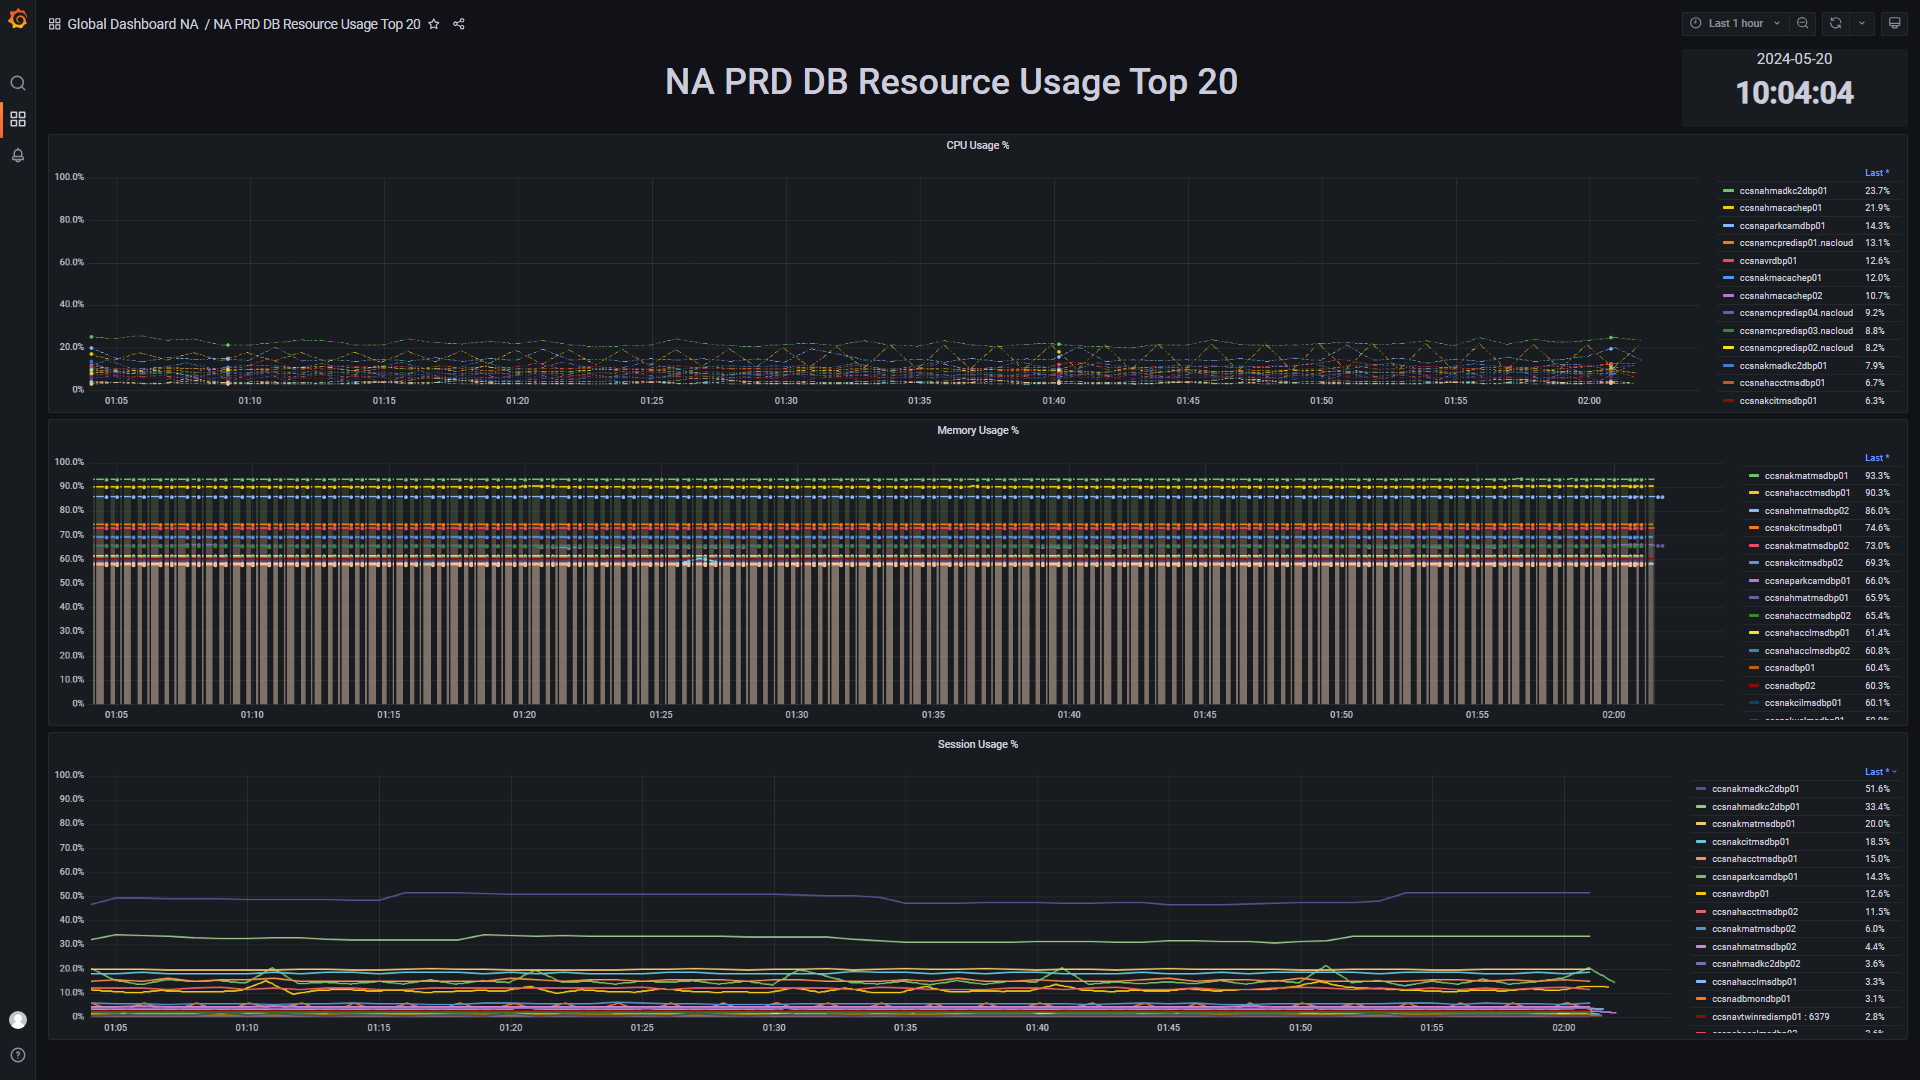 Global Dashboard NA / NA PRD DB Resource Usage Top 20
Last 1 hour
NA PRD DB Resource Usage Top 20
2024-05-20
10:04:04
CPU Usage %
100.0%
80.0%
60.0%
40.0%
20.0%
0%
01:05 01:10 01:15 01:20 01:25 01:30 01:35 01:40 01:45 01:50 01:55 02:00
Last *
ccsnahmadkc2dbp01 23.7%
ccsnahmacachep01 21.9%
ccsnaparkcamdbp01 14.3%
ccsnamcpredisp01.nacloud 13.1%
ccsnavrdbp01 12.6%
ccsnakmacachep01 12.0%
ccsnahmacachep02 10.7%
ccsnamcpredisp04.nacloud 9.2%
ccsnamcpredisp03.nacloud 8.8%
ccsnamcpredisp02.nacloud 8.2%
ccsnakmadkc2dbp01 7.9%
ccsnahacctmsdbp01 6.7%
ccsnakcitmsdbp01 6.3%
Memory Usage %
100.0%
90.0%
80.0%
70.0%
60.0%
50.0%
40.0%
30.0%
20.0%
10.0%
0%
01:05 01:10 01:15 01:20 01:25 01:30 01:35 01:40 01:45 01:50 01:55 02:00
Last *
ccsnakmatmsdbp01 93.3%
ccsnahacctmsdbp01 90.3%
ccsnahmatmsdbp02 86.0%
ccsnakcitmsdbp01 74.6%
ccsnakmatmsdbp02 73.0%
ccsnakcitmsdbp02 69.3%
ccsnaparkcamdbp01 66.0%
ccsnahmatmsdbp01 65.9%
ccsnahacctmsdbp02 65.4%
ccsnahacclmsdbp01 61.4%
ccsnahacclmsdbp02 60.8%
ccsnadbp01 60.4%
ccsnadbp02 60.3%
ccsnakcilmsdbp01 60.1%
Session Usage %
100.0%
90.0%
80.0%
70.0%
60.0%
50.0%
40.0%
30.0%
20.0%
10.0%
0%
01:05 01:10 01:15 01:20 01:25 01:30 01:35 01:40 01:45 01:50 01:55 02:00
Last *
ccsnakmadkc2dbp01 51.6%
ccsnahmadkc2dbp01 33.4%
ccsnakmatmsdbp01 20.0%
ccsnakcitmsdbp01 18.5%
ccsnahacctmsdbp01 15.0%
ccsnaparkcamdbp01 14.3%
ccsnavrdbp01 12.6%
ccsnahacctmsdbp02 11.5%
ccsnakmatmsdbp02 6.0%
ccsnahmatmsdbp02 4.4%
ccsnahmadkc2dbp02 3.6%
ccsnahacclmsdbp01 3.3%
ccsnadbmondbp01 3.1%
ccsnavtwinredismp01 : 6379 2.8%